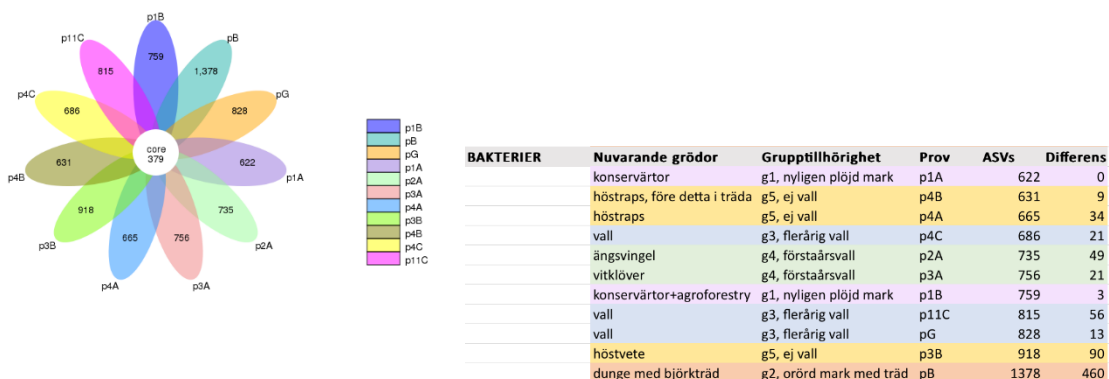 p1B
p11C
pB
759
815
1,378
p4C
pG
686
828
core
379
p4B
631
622
p1A
918
735
p3B
665
756
p2A
p4A
p3A
p1B
pB
pG
p1A
p2A
p3A
p4A
p3B
p4B
p4C
p11C
BAKTERIER Nuvarande grödor Grupptillhörighet Prov ASVs Differens
konservärtor g1, nyligen plöjd mark p1A 622 0
höstraps, före detta i träda g5, ej vall p4B 631 9
höstraps g5, ej vall p4A 665 34
vall g3, flerårig vall p4C 686 21
ängsvingel g4, förstaårsvall p2A 735 49
vitklöver g4, förstaårsvall p3A 756 21
konservärtor+agroforestry g1, nyligen plöjd mark p1B 759 3
vall g3, flerårig vall p11C 815 56
vall g3, flerårig vall pG 828 13
höstvete g5, ej vall p3B 918 90
dunge med björkträd g2, orörd mark med träd pB 1378 460